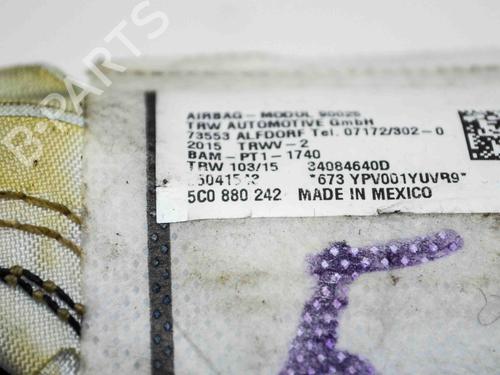 B-PARTS
AIRBAG - MODUL
TRW AUTOMOTIVE GmbH
73553 ALFDORF Tel. 07172/302-0
2015 TRWV-2
BAM-PT1-1740
TRW 103/15 34084640D
*673 YPV001YUVR9*
5C0 880 242 MADE IN MEXICO